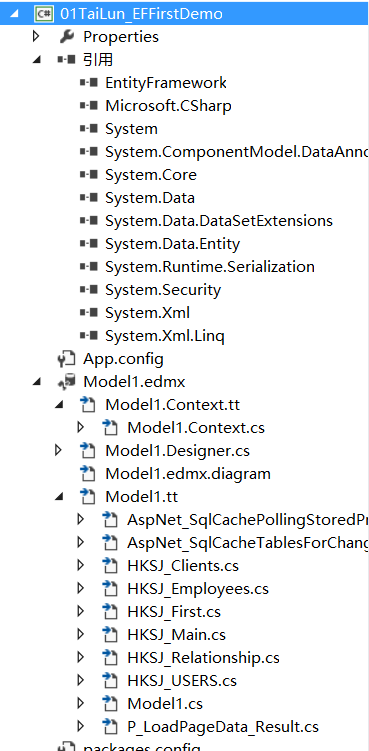 C# 01TaiLun_EFFirstDemo
Properties
引用
EntityFramework
Microsoft.CSharp
System
System.ComponentModel.DataAnno
System.Core
System.Data
System.Data.DataSetExtensions
System.Data.Entity
System.Runtime.Serialization
System.Security
System.Xml
System.Xml.Linq
App.config
Model1.edmx
Model1.Context.tt
Model1.Context.cs
Model1.Designer.cs
Model1.edmx.diagram
Model1.tt
AspNet_SqlCachePollingStoredPr
AspNet_SqlCacheTablesForChang
HKSJ_Clients.cs
HKSJ_Employees.cs
HKSJ_First.cs
HKSJ_Main.cs
HKSJ_Relationship.cs
HKSJ_USERS.cs
Model1.cs
P_LoadPageData_Result.cs
packages.config